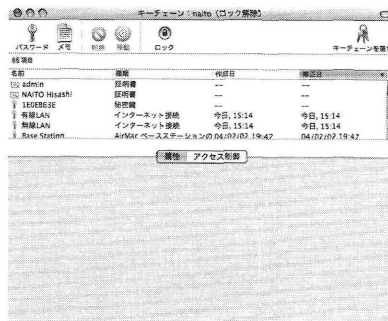 キーチェーン：naito（ロック解除）
パスワード メモ 削除 移動 ロック キーチェーンを隠
66 項目
名前 種類 作成日 修正日
admin 証明書 -- --
NAITO Hisashi 証明書 -- --
1E0EB63E 秘密鍵 -- --
有線LAN インターネット接続 今日, 15:14 今日, 15:14
無線LAN インターネット接続 今日, 15:14 今日, 15:14
Base Station AirMac ベースステーションの 04/02/02 19:47 04/02/02 19:47
属性 アクセス制御